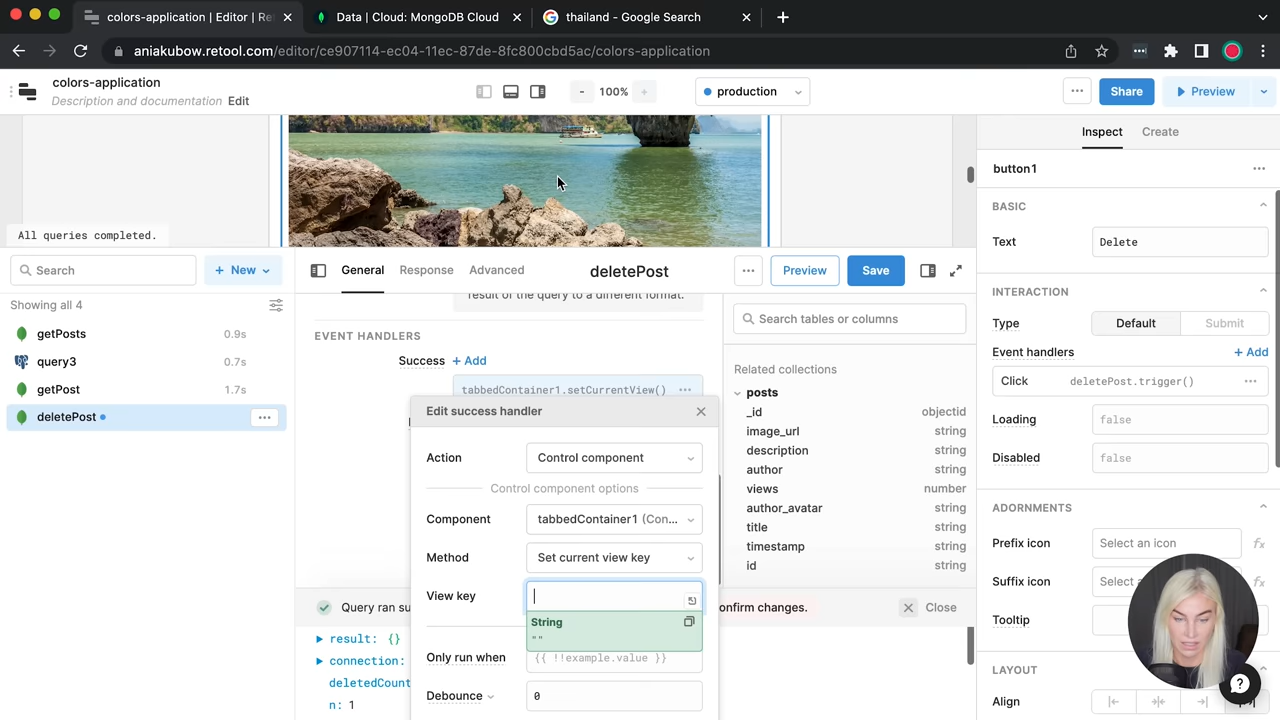 colors-application | Editor | Re
Data | Cloud: MongoDB Cloud
thailand - Google Search
aniakubow.retool.com/editor/ce907114-ec04-11ec-87de-8fc800cbd5ac/colors-application
colors-application
Description and documentation Edit
- 100% +
production
Share
Preview
All queries completed.
Inspect Create
button1
BASIC
Text Delete
INTERACTION
Type Default Submit
Event handlers + Add
Click deletePost.trigger()
Loading false
Disabled false
ADORNMENTS
Prefix icon Select an icon fx
Suffix icon Select fx
Tooltip
LAYOUT
Align
Search
+ New
Showing all 4
getPosts 0.9s
query3 0.7s
getPost 1.7s
deletePost
General Response Advanced
deletePost
Preview
Save
result of the query to a different format.
EVENT HANDLERS
Success + Add
tabbedContainer1.setCurrentView()
Edit success handler
Action Control component
Control component options
Component tabbedContainer1 (Con...
Method Set current view key
View key
String
""
Only run when {{ !!example.value }}
Debounce 0
Search tables or columns
Related collections
posts
_id objectid
image_url string
description string
author string
views number
author_avatar string
title string
timestamp string
id string
Query ran su
onfirm changes.
Close
result: {}
connection:
deletedCount
n: 1
?